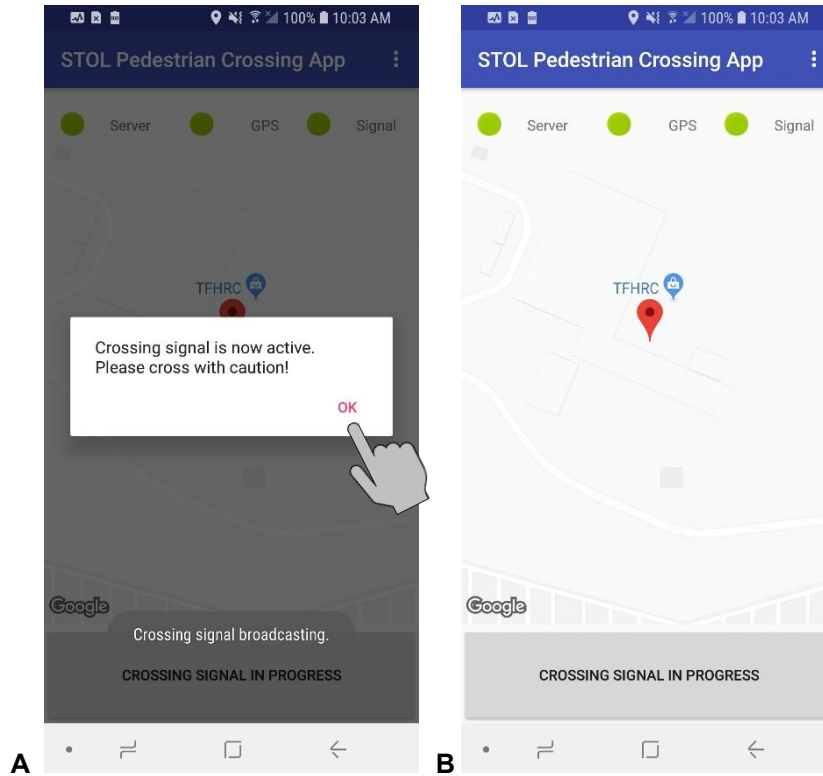 100% 10:03 AM
STOL Pedestrian Crossing App
Server GPS Signal
TFHRC
Crossing signal is now active.
Please cross with caution!
OK
Google
Crossing signal broadcasting.
CROSSING SIGNAL IN PROGRESS
A
100% 10:03 AM
STOL Pedestrian Crossing App
Server GPS Signal
TFHRC
Google
CROSSING SIGNAL IN PROGRESS
B